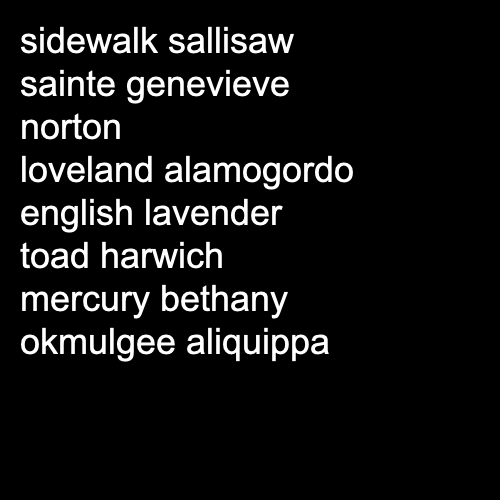 sidewalk sallisaw
sainte genevieve
norton
loveland alamogordo
english lavender
toad harwich
mercury bethany
okmulgee aliquippa